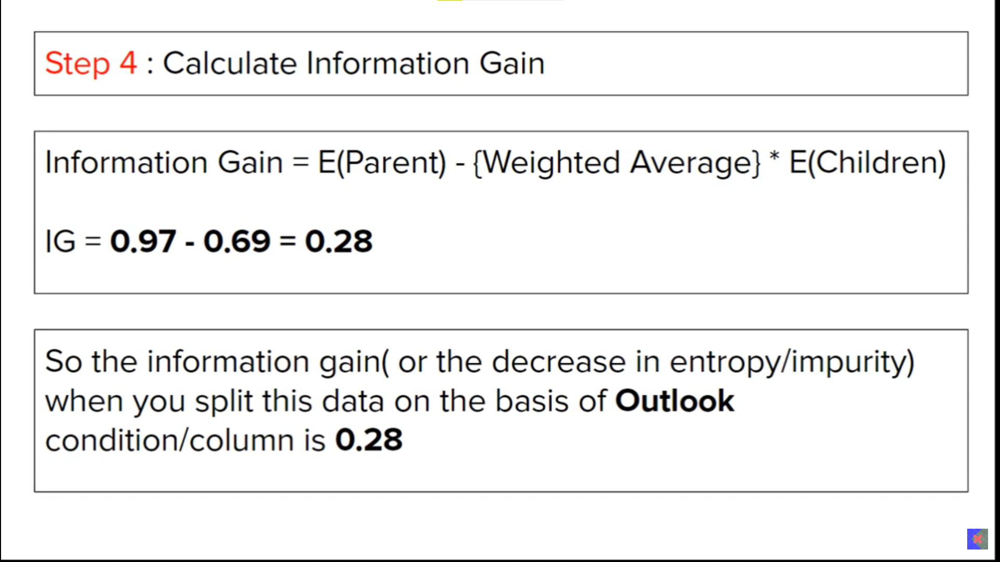 Step 4 : Calculate Information Gain
Information Gain = E(Parent) - {Weighted Average} * E(Children)
IG = 0.97 - 0.69 = 0.28
So the information gain( or the decrease in entropy/impurity)
when you split this data on the basis of Outlook
condition/column is 0.28